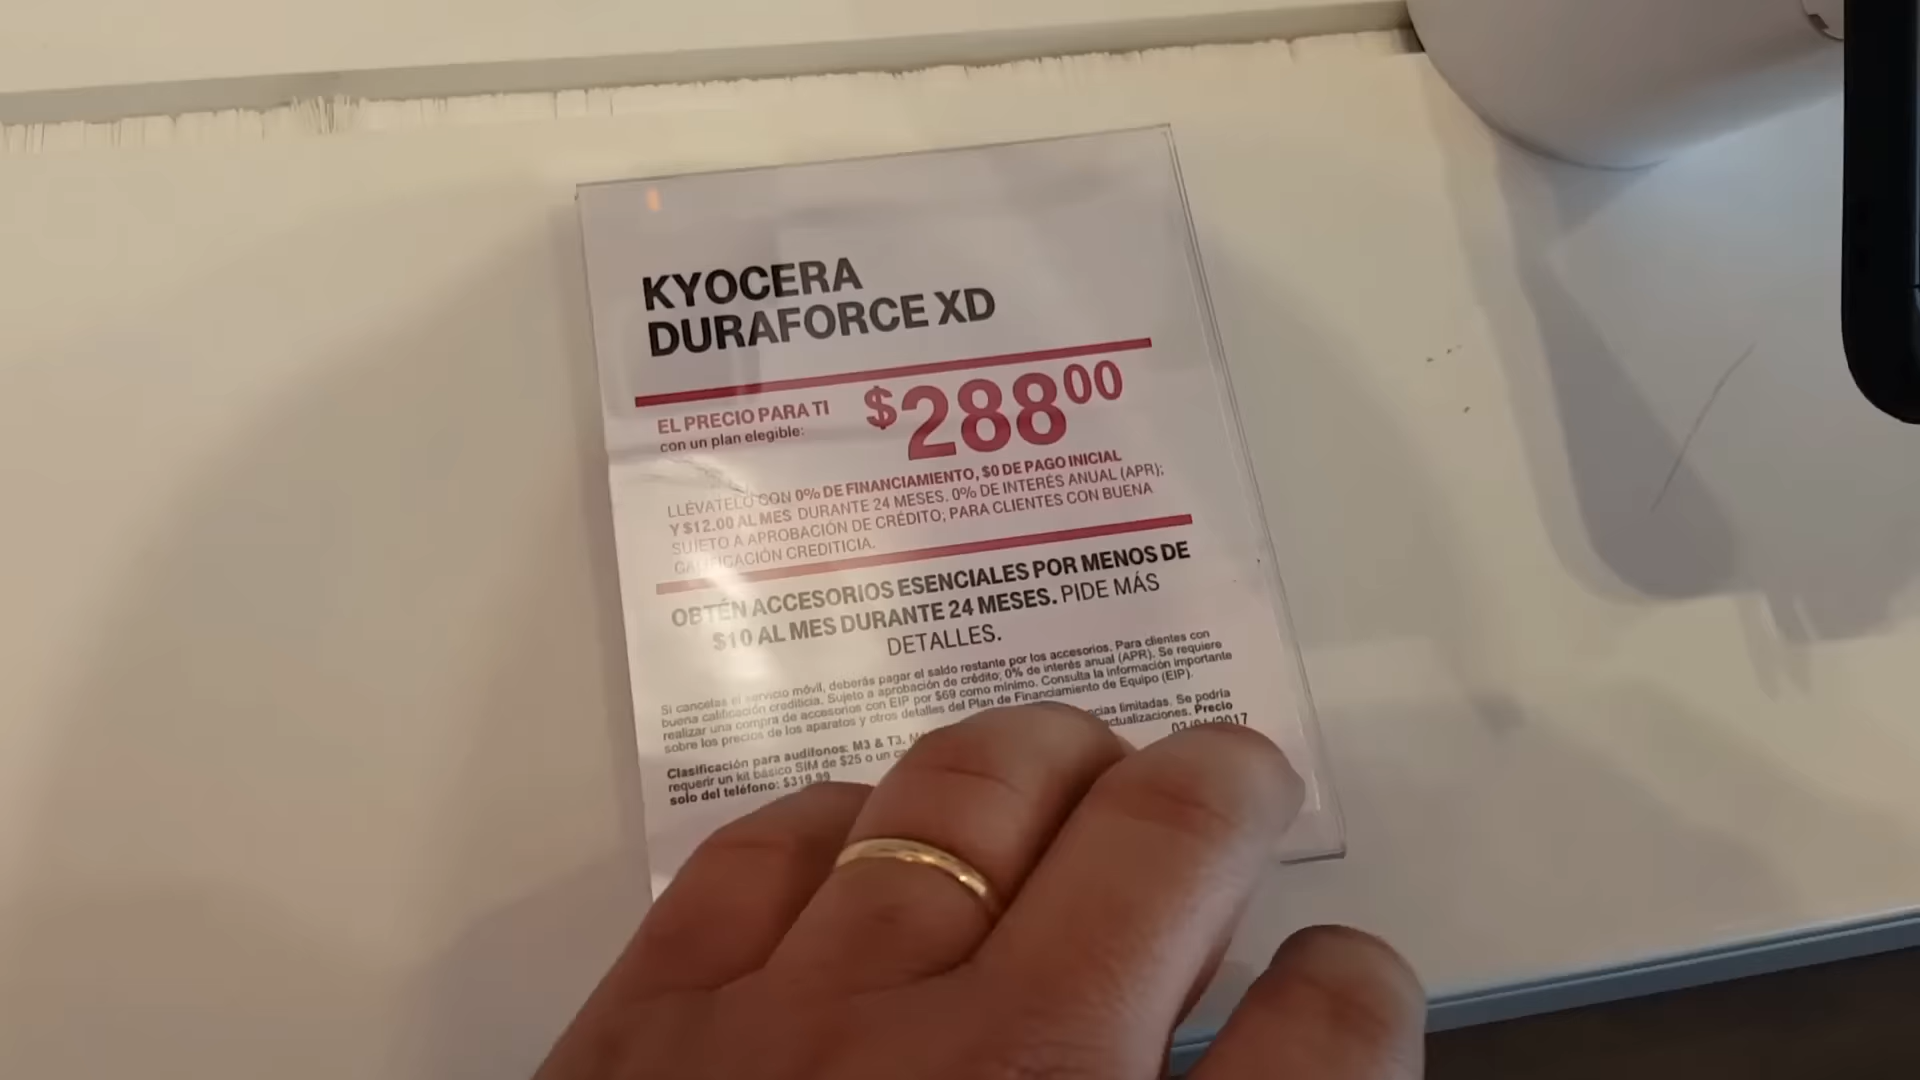 KYOCERA
DURAFORCE XD
EL PRECIO PARA TI
con un plan elegible:
$288⁰⁰
LLÉVATELO CON 0% DE FINANCIAMIENTO, $0 DE PAGO INICIAL
Y $12.00 AL MES DURANTE 24 MESES. 0% DE INTERÉS ANUAL (APR);
SUJETO A APROBACIÓN DE CRÉDITO; PARA CLIENTES CON BUENA
CALIFICACIÓN CREDITICIA.
OBTÉN ACCESORIOS ESENCIALES POR MENOS DE
$10 AL MES DURANTE 24 MESES. PIDE MÁS
DETALLES.
Si cancelas el servicio móvil, deberás pagar el saldo restante por los accesorios. Para clientes con
buena calificación crediticia. Sujeto a aprobación de crédito; 0% de interés anual (APR). Se requiere
realizar una compra de accesorios con EIP por $69 como mínimo. Consulta la información importante
sobre los precios de los aparatos y otros detalles del Plan de Financiamiento de Equipo (EIP).
Clasificación para audífonos: M3 & T3. limitadas. Se podría
requerir un kit básico SIM de $25 o un Precio
solo del teléfono: $319.99